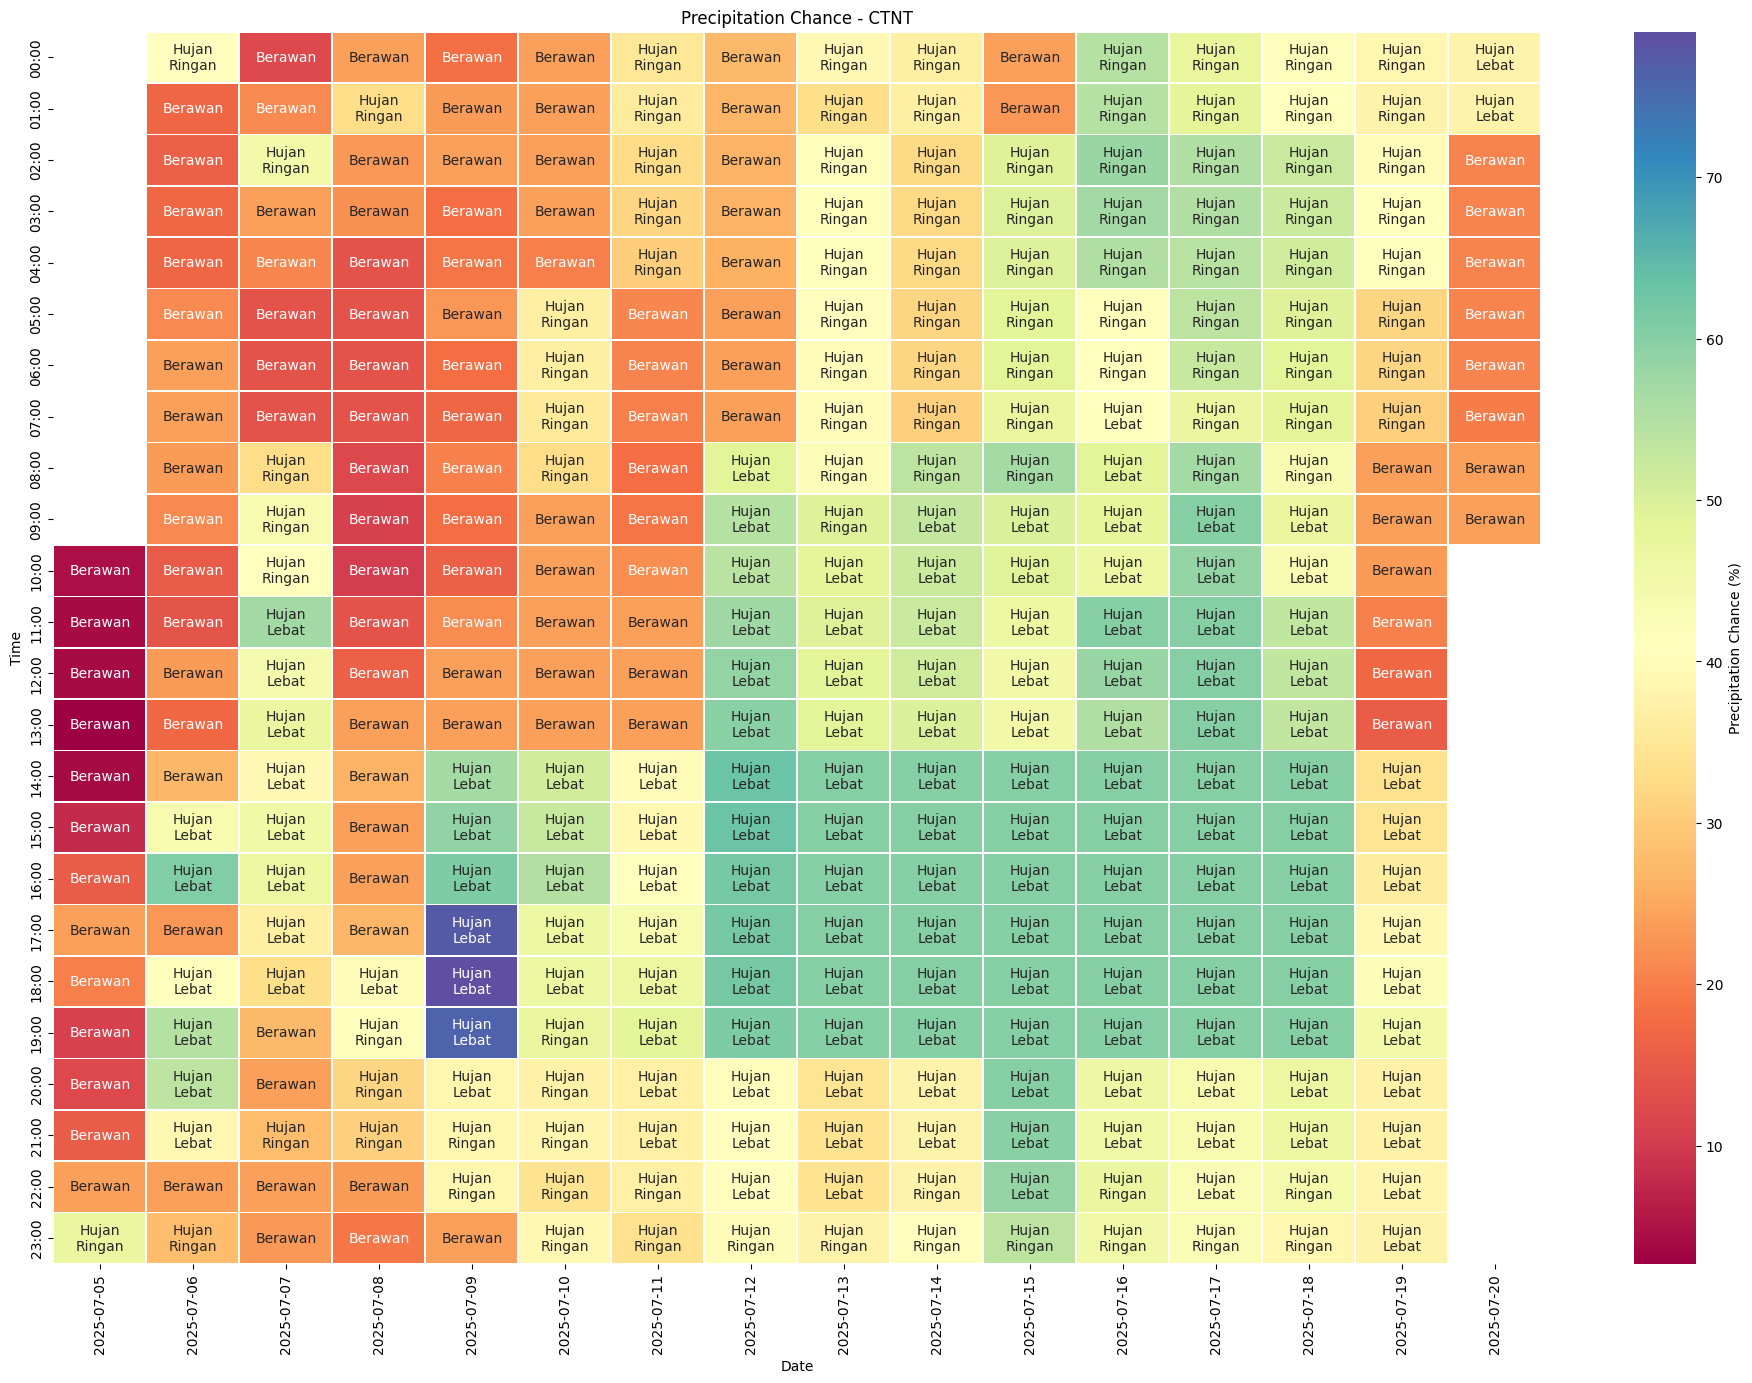 Precipitation Chance - CTNT
00:00 Hujan Ringan Berawan Berawan Berawan Berawan Hujan Ringan Berawan Hujan Ringan Hujan Ringan Berawan Hujan Ringan Hujan Ringan Hujan Ringan Hujan Ringan Hujan Lebat
01:00 Berawan Berawan Hujan Ringan Berawan Berawan Hujan Ringan Berawan Hujan Ringan Hujan Ringan Berawan Hujan Ringan Hujan Ringan Hujan Ringan Hujan Ringan Hujan Lebat
02:00 Berawan Hujan Ringan Berawan Berawan Berawan Hujan Ringan Berawan Hujan Ringan Hujan Ringan Hujan Ringan Hujan Ringan Hujan Ringan Hujan Ringan Hujan Ringan Berawan
03:00 Berawan Berawan Berawan Berawan Berawan Hujan Ringan Berawan Hujan Ringan Hujan Ringan Hujan Ringan Hujan Ringan Hujan Ringan Hujan Ringan Hujan Ringan Berawan
04:00 Berawan Berawan Berawan Berawan Berawan Hujan Ringan Berawan Hujan Ringan Hujan Ringan Hujan Ringan Hujan Ringan Hujan Ringan Hujan Ringan Hujan Ringan Berawan
05:00 Berawan Berawan Berawan Berawan Hujan Ringan Berawan Berawan Hujan Ringan Hujan Ringan Hujan Ringan Hujan Ringan Hujan Ringan Hujan Ringan Hujan Ringan Berawan
06:00 Berawan Berawan Berawan Berawan Hujan Ringan Berawan Berawan Hujan Ringan Hujan Ringan Hujan Ringan Hujan Ringan Hujan Ringan Hujan Ringan Hujan Ringan Berawan
07:00 Berawan Berawan Berawan Berawan Hujan Ringan Berawan Berawan Hujan Ringan Hujan Ringan Hujan Ringan Hujan Lebat Hujan Ringan Hujan Ringan Hujan Ringan Berawan
08:00 Berawan Hujan Ringan Berawan Berawan Hujan Ringan Berawan Hujan Lebat Hujan Ringan Hujan Ringan Hujan Ringan Hujan Lebat Hujan Ringan Hujan Ringan Berawan Berawan
09:00 Berawan Hujan Ringan Berawan Berawan Berawan Berawan Hujan Lebat Hujan Ringan Hujan Lebat Hujan Lebat Hujan Lebat Hujan Lebat Hujan Lebat Berawan Berawan
10:00 Berawan Berawan Hujan Ringan Berawan Berawan Berawan Berawan Hujan Lebat Hujan Lebat Hujan Lebat Hujan Lebat Hujan Lebat Hujan Lebat Hujan Lebat Berawan
11:00 Berawan Berawan Hujan Lebat Berawan Berawan Berawan Berawan Hujan Lebat Hujan Lebat Hujan Lebat Hujan Lebat Hujan Lebat Hujan Lebat Hujan Lebat Berawan
12:00 Berawan Berawan Hujan Lebat Berawan Berawan Berawan Berawan Hujan Lebat Hujan Lebat Hujan Lebat Hujan Lebat Hujan Lebat Hujan Lebat Hujan Lebat Berawan
13:00 Berawan Berawan Hujan Lebat Berawan Berawan Berawan Berawan Hujan Lebat Hujan Lebat Hujan Lebat Hujan Lebat Hujan Lebat Hujan Lebat Hujan Lebat Berawan
14:00 Berawan Berawan Hujan Lebat Berawan Hujan Lebat Hujan Lebat Hujan Lebat Hujan Lebat Hujan Lebat Hujan Lebat Hujan Lebat Hujan Lebat Hujan Lebat Hujan Lebat Hujan Lebat
15:00 Berawan Hujan Lebat Hujan Lebat Berawan Hujan Lebat Hujan Lebat Hujan Lebat Hujan Lebat Hujan Lebat Hujan Lebat Hujan Lebat Hujan Lebat Hujan Lebat Hujan Lebat Hujan Lebat
16:00 Berawan Hujan Lebat Hujan Lebat Berawan Hujan Lebat Hujan Lebat Hujan Lebat Hujan Lebat Hujan Lebat Hujan Lebat Hujan Lebat Hujan Lebat Hujan Lebat Hujan Lebat Hujan Lebat
17:00 Berawan Berawan Hujan Lebat Berawan Hujan Lebat Hujan Lebat Hujan Lebat Hujan Lebat Hujan Lebat Hujan Lebat Hujan Lebat Hujan Lebat Hujan Lebat Hujan Lebat Hujan Lebat
18:00 Berawan Hujan Lebat Hujan Lebat Hujan Lebat Hujan Lebat Hujan Lebat Hujan Lebat Hujan Lebat Hujan Lebat Hujan Lebat Hujan Lebat Hujan Lebat Hujan Lebat Hujan Lebat Hujan Lebat
19:00 Berawan Hujan Lebat Berawan Hujan Ringan Hujan Lebat Hujan Ringan Hujan Lebat Hujan Lebat Hujan Lebat Hujan Lebat Hujan Lebat Hujan Lebat Hujan Lebat Hujan Lebat Hujan Lebat
20:00 Berawan Hujan Lebat Berawan Hujan Ringan Hujan Lebat Hujan Ringan Hujan Lebat Hujan Lebat Hujan Lebat Hujan Lebat Hujan Lebat Hujan Lebat Hujan Lebat Hujan Lebat Hujan Lebat
21:00 Berawan Hujan Lebat Hujan Ringan Hujan Ringan Hujan Ringan Hujan Ringan Hujan Lebat Hujan Lebat Hujan Lebat Hujan Lebat Hujan Lebat Hujan Lebat Hujan Lebat Hujan Lebat Hujan Lebat
22:00 Berawan Berawan Berawan Berawan Hujan Ringan Hujan Ringan Hujan Ringan Hujan Lebat Hujan Lebat Hujan Ringan Hujan Lebat Hujan Ringan Hujan Lebat Hujan Ringan Hujan Lebat
23:00 Hujan Ringan Hujan Ringan Berawan Berawan Berawan Hujan Ringan Hujan Ringan Hujan Ringan Hujan Ringan Hujan Ringan Hujan Ringan Hujan Ringan Hujan Ringan Hujan Ringan Hujan Lebat
Time
2025-07-05 2025-07-06 2025-07-07 2025-07-08 2025-07-09 2025-07-10 2025-07-11 2025-07-12 2025-07-13 2025-07-14 2025-07-15 2025-07-16 2025-07-17 2025-07-18 2025-07-19 2025-07-20
Date
70
60
50
40
30
20
10
Precipitation Chance (%)